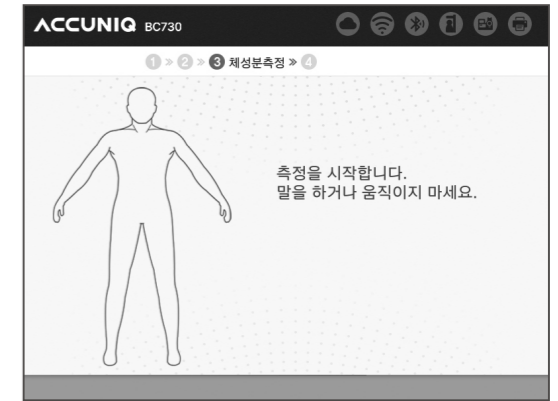 ACCUNIQ BC730
1 » 2 » 3 체성분측정 » 4
측정을 시작합니다.
말을 하거나 움직이지 마세요.